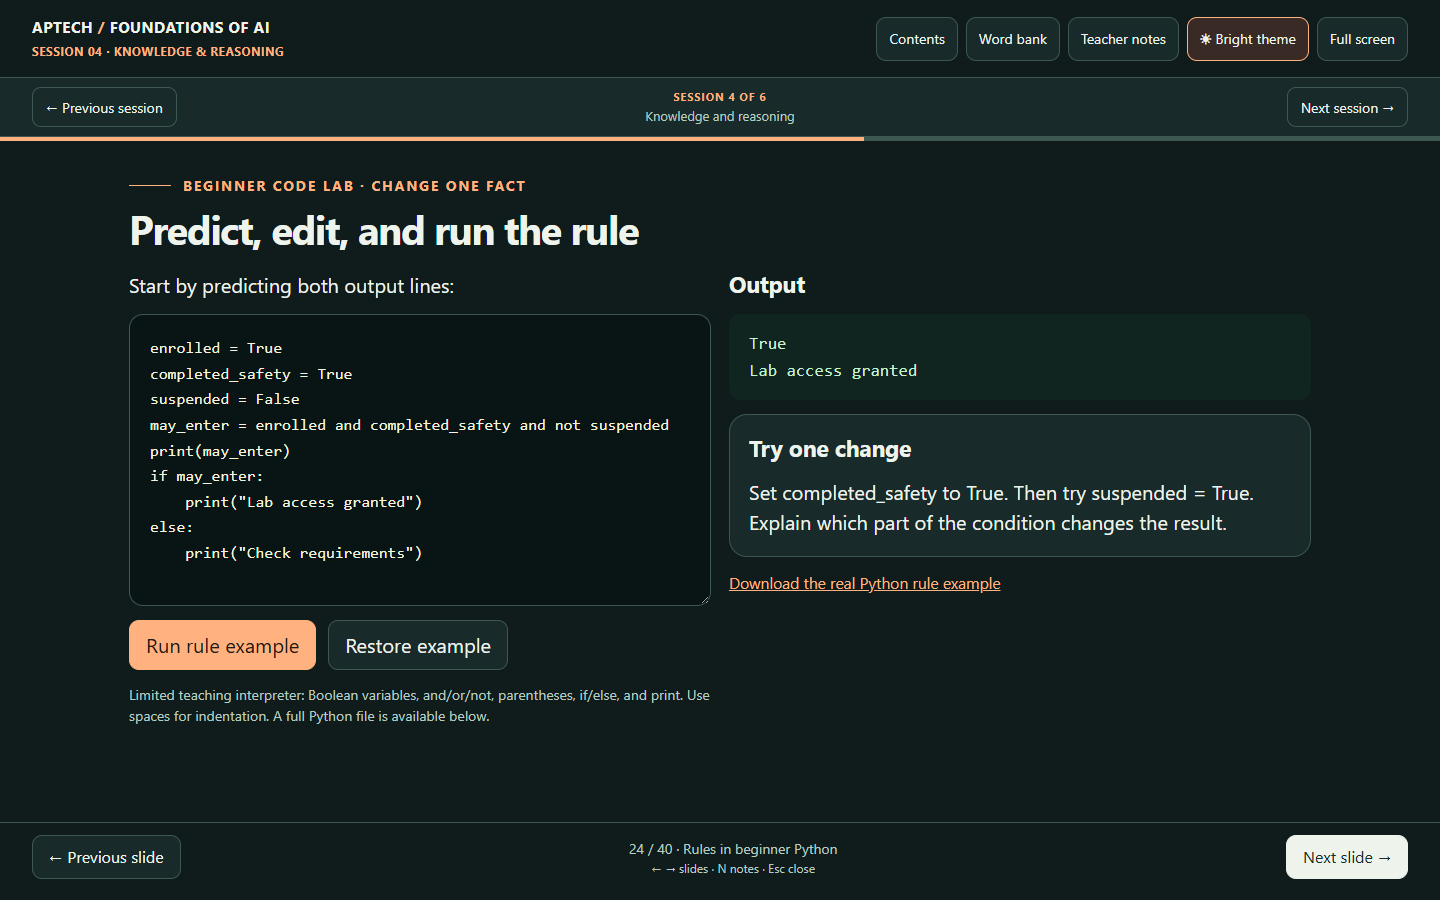 APTECH / FOUNDATIONS OF AI
SESSION 04 · KNOWLEDGE & REASONING
Contents
Word bank
Teacher notes
☀ Bright theme
Full screen
← Previous session
SESSION 4 OF 6
Knowledge and reasoning
Next session →
BEGINNER CODE LAB · CHANGE ONE FACT
Predict, edit, and run the rule
Start by predicting both output lines:
enrolled = True
completed_safety = True
suspended = False
may_enter = enrolled and completed_safety and not suspended
print(may_enter)
if may_enter:
    print("Lab access granted")
else:
    print("Check requirements")
Run rule example
Restore example
Limited teaching interpreter: Boolean variables, and/or/not, parentheses, if/else, and print. Use
spaces for indentation. A full Python file is available below.
Output
True
Lab access granted
Try one change
Set completed_safety to True. Then try suspended = True.
Explain which part of the condition changes the result.
Download the real Python rule example
← Previous slide
24 / 40 · Rules in beginner Python
← → slides · N notes · Esc close
Next slide →